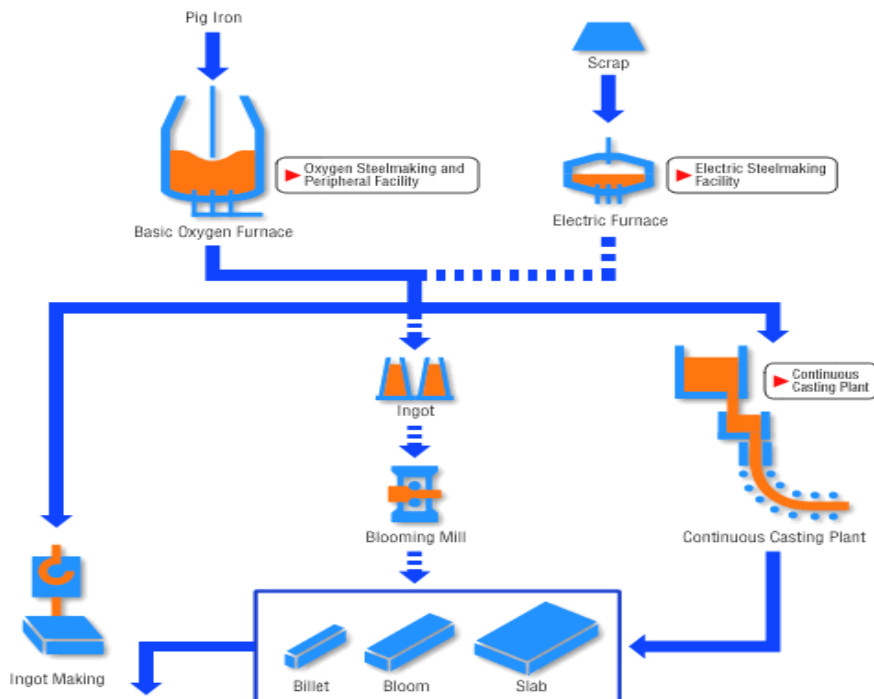 Pig Iron
Scrap
Oxygen Steelmaking and
Peripheral Facility
Electric Steelmaking
Facility
Basic Oxygen Furnace
Electric Furnace
Continuous
Casting Plant
Ingot
Blooming Mill
Continuous Casting Plant
Ingot Making
Billet
Bloom
Slab